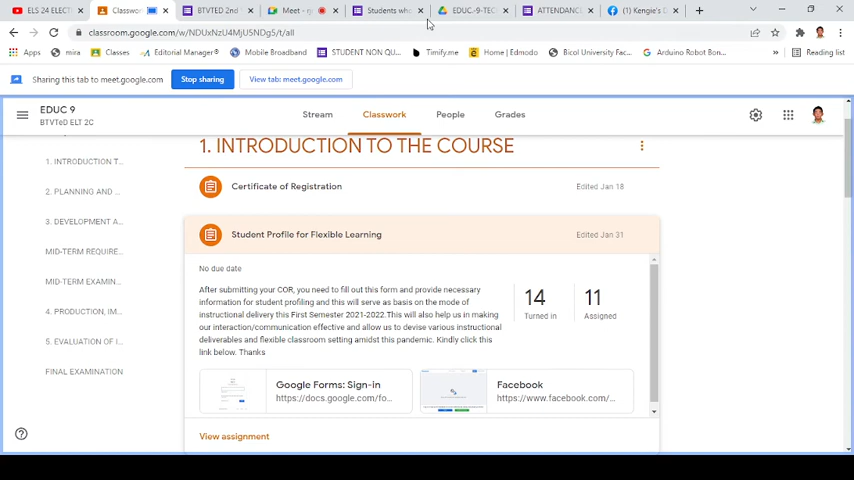 ELS 24 ELECT
Classwor
BTVTED 2nd
Meet -
Students who
EDUC.-9-TEC
ATTENDANC
(1) Kengie's D
classroom.google.com/w/NDUxNzU4MjU5NDg5/t/all
Apps
mira
Classes
Editorial Manager®
Mobile Broadband
STUDENT NON QU...
Timify.me
Home | Edmodo
Bicol University Facul...
Arduino Robot Bon...
»
Reading list
Sharing this tab to meet.google.com
Stop sharing
View tab: meet.google.com
EDUC 9
BTVTeD ELT 2C
Stream
Classwork
People
Grades
1. INTRODUCTION T...
2. PLANNING AND ...
3. DEVELOPMENT A...
MID-TERM REQUIRE...
MID-TERM EXAMIN...
4. PRODUCTION, IM...
5. EVALUATION OF I...
FINAL EXAMINATION
1. INTRODUCTION TO THE COURSE
Certificate of Registration
Edited Jan 18
Student Profile for Flexible Learning
Edited Jan 31
No due date
After submitting your COR, you need to fill out this form and provide necessary
information for student profiling and this will serve as basis on the mode of
instructional delivery this First Semester 2021-2022.This will also help us in making
our interaction/communication effective and allow us to devise various instructional
deliverables and flexible classroom setting amidst this pandemic. Kindly click this
link below. Thanks
14
Turned in
11
Assigned
Google Forms: Sign-in
https://docs.google.com/fo...
Facebook
https://www.facebook.com/...
View assignment